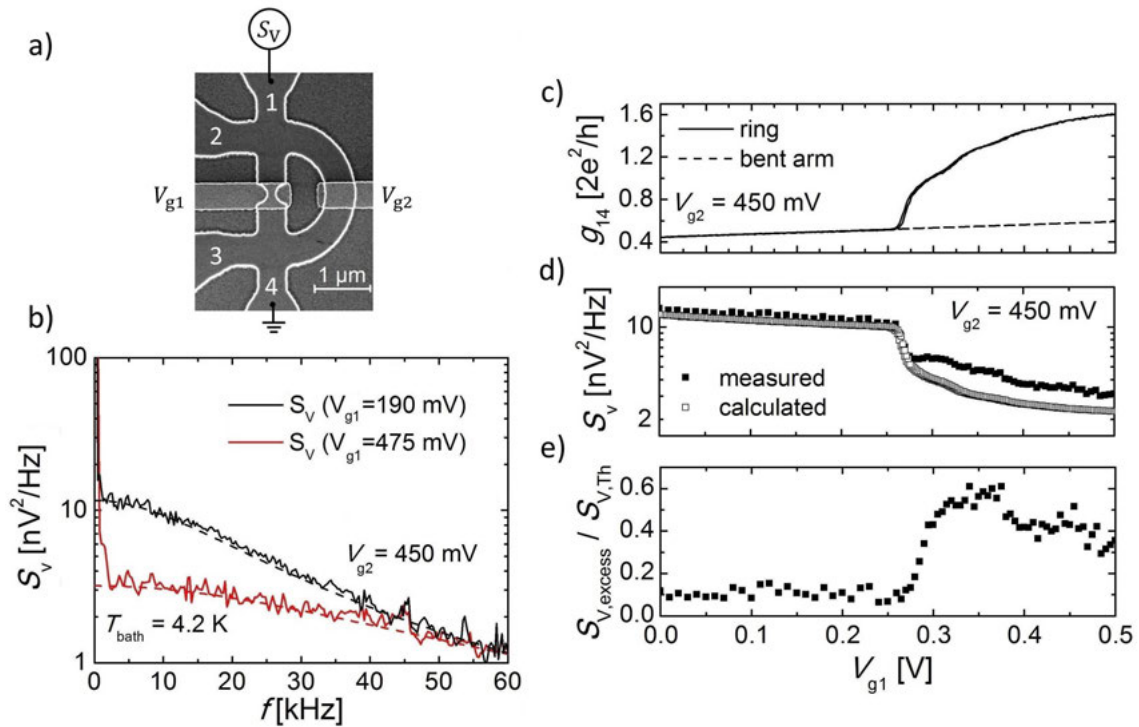 a)
S_V
1
2
V_g1
V_g2
3
4
1 µm
b)
100
10
1
S_v [nV²/Hz]
S_V (V_g1=190 mV)
S_V (V_g1=475 mV)
V_g2 = 450 mV
T_bath = 4.2 K
0 10 20 30 40 50 60
f [kHz]
c)
1.6
1.2
0.8
0.4
g_14 [2e²/h]
ring
bent arm
V_g2 = 450 mV
d)
10
2
S_v [nV²/Hz]
V_g2 = 450 mV
measured
calculated
e)
0.6
0.4
0.2
0.0
S_V,excess / S_V,Th
0.0 0.1 0.2 0.3 0.4 0.5
V_g1 [V]